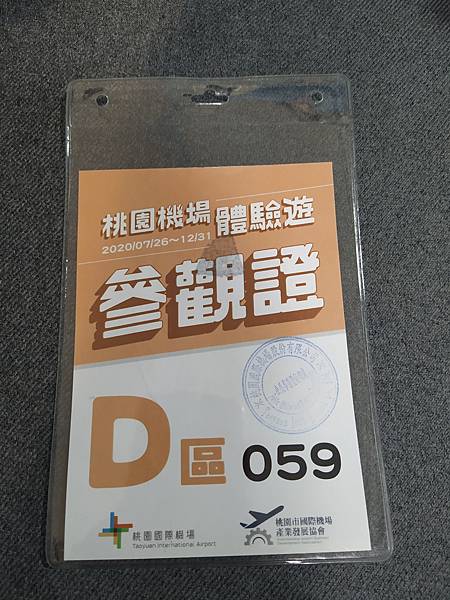 桃園機場 體驗遊
2020/07/26～12/31
參觀證
D區 059
桃園國際機場
Taoyuan International Airport
桃園市國際機場
產業發展協會